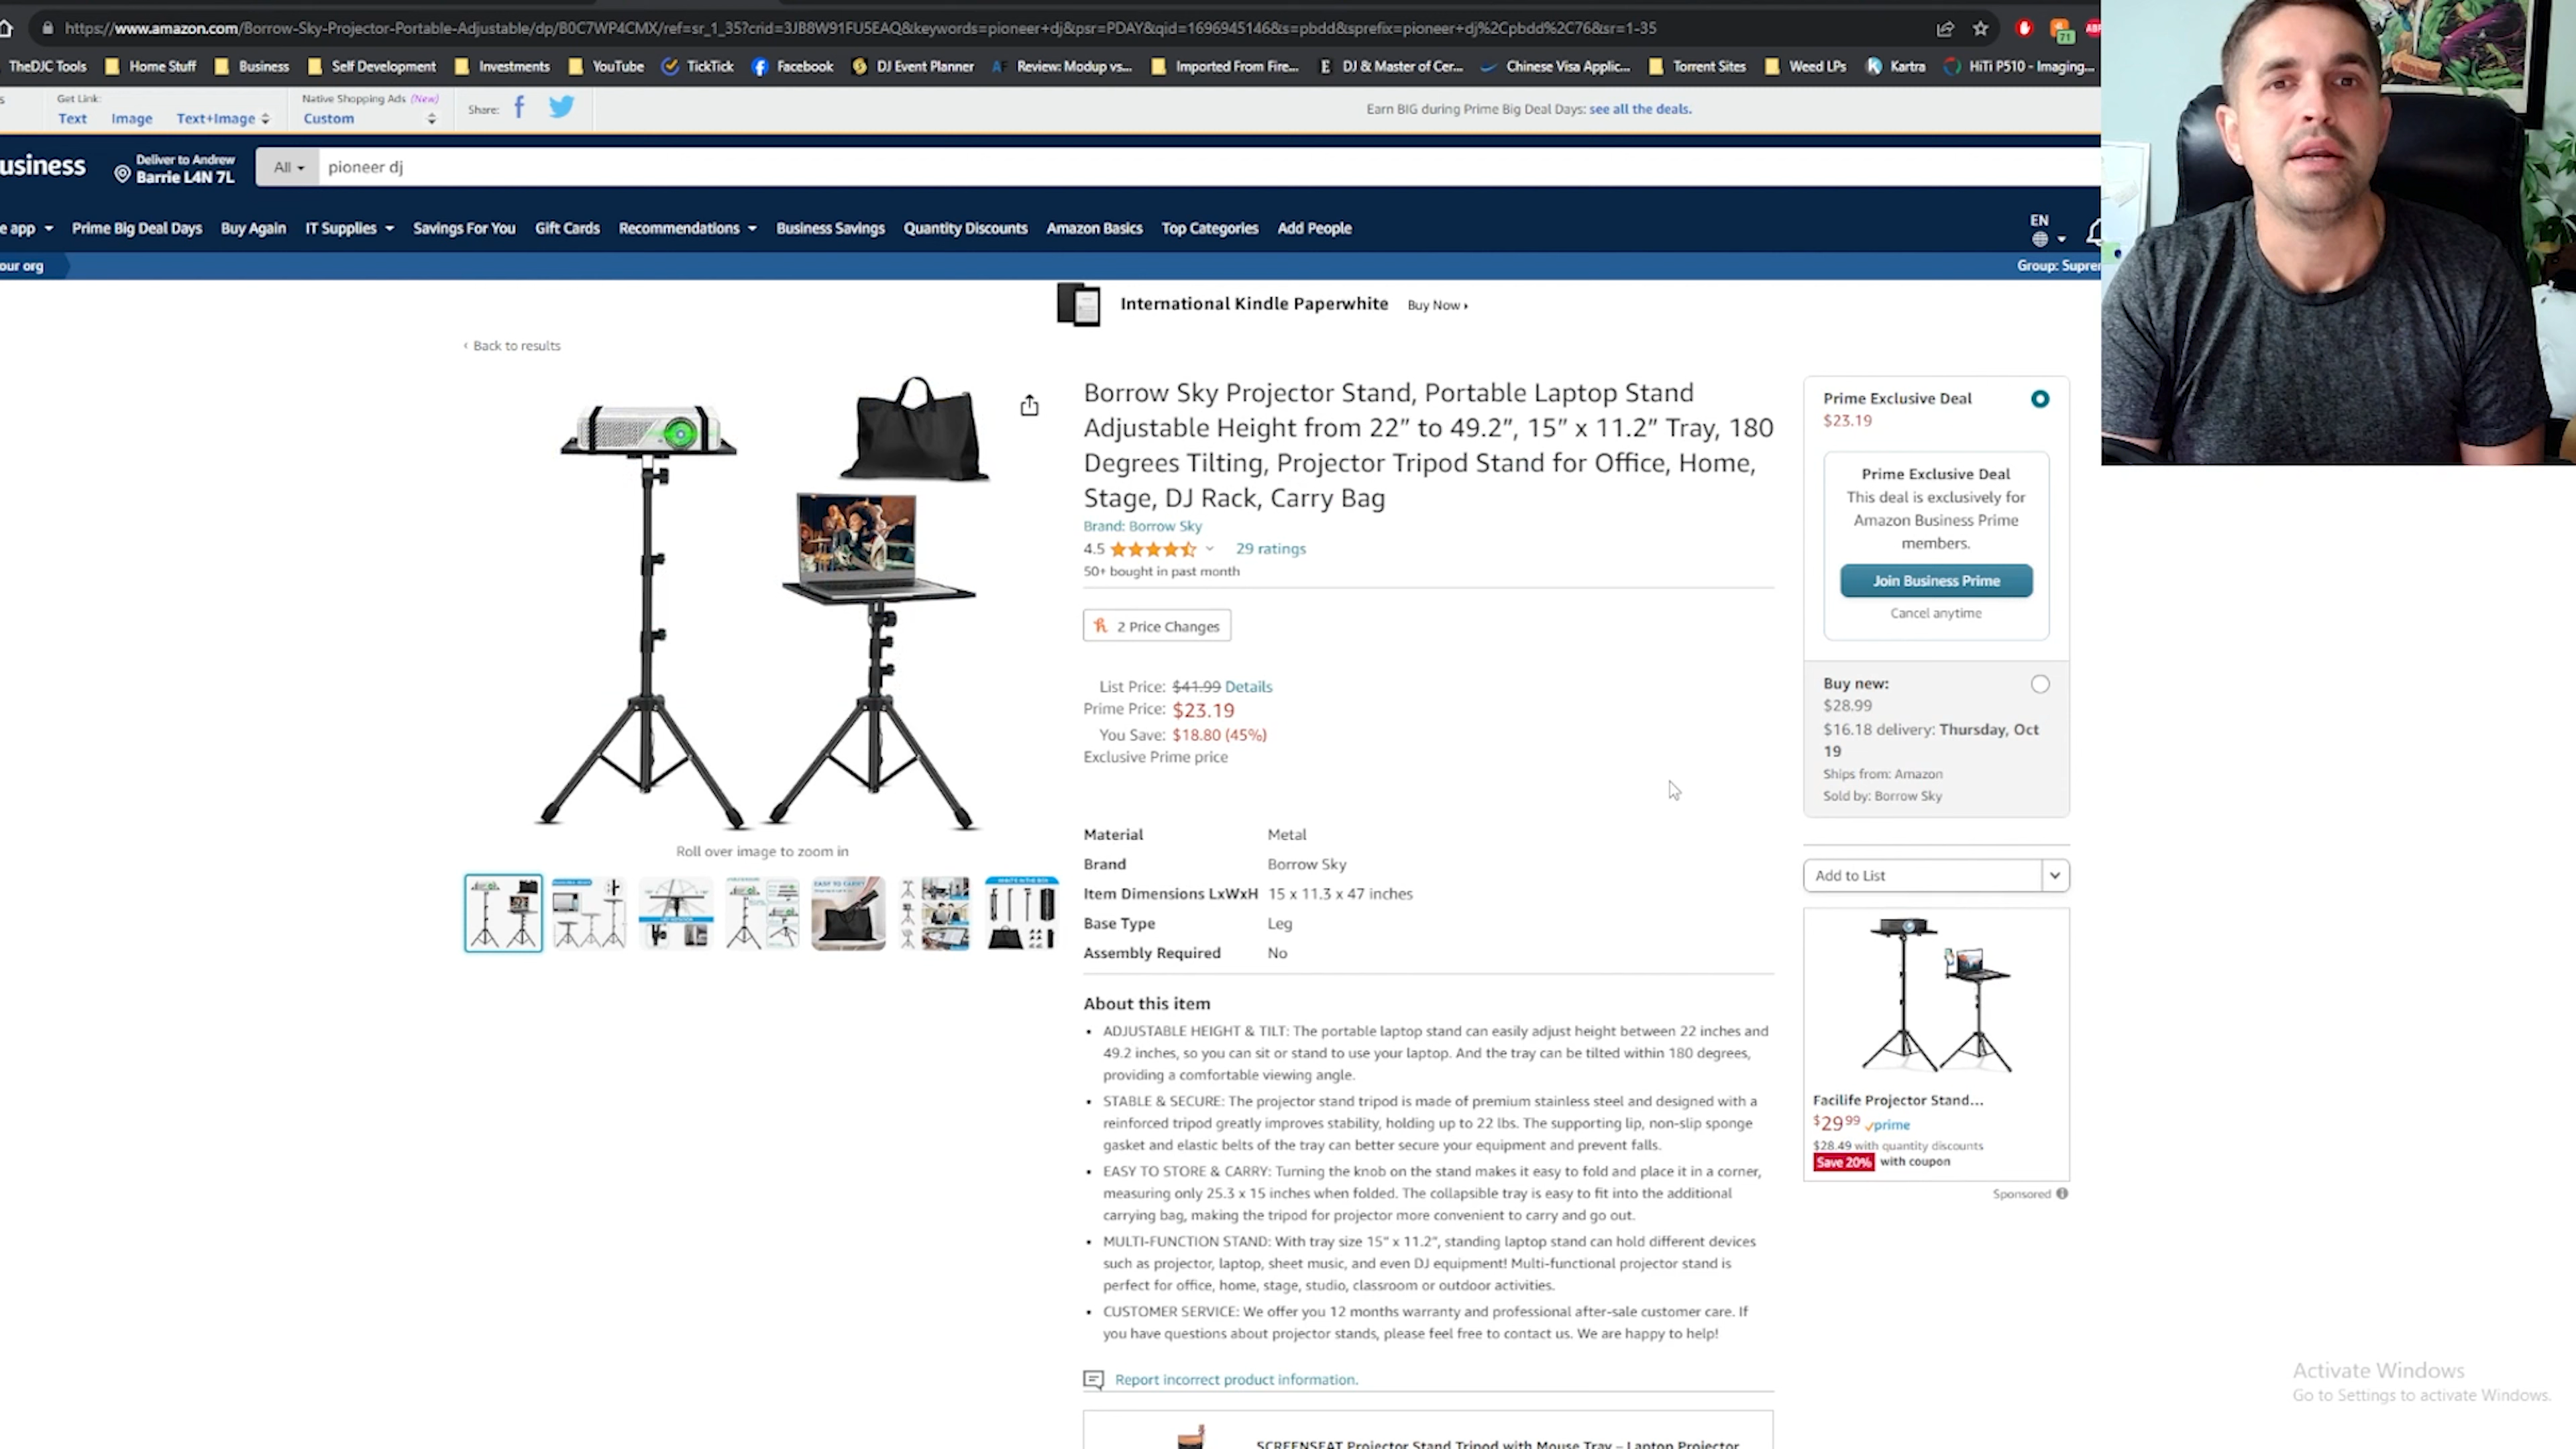 https://www.amazon.com/Borrow-Sky-Projector-Portable-Adjustable/dp/B0C7WP4CMX/ref=sr_1_35?crid=3JB8W91FU5EAQ&keywords=pioneer+dj&psr=PDAY&qid=1696945146&s=pbdd&sprefix=pioneer+dj%2Cpbdd%2C76&sr=1-35
71
TheDJC Tools Home Stuff Business Self Development Investments YouTube TickTick Facebook DJ Event Planner Review: Modup vs... Imported From Fire... DJ & Master of Cer... Chinese Visa Applic... Torrent Sites Weed LPs Kartra HiTi P510 - Imaging...
Get Link:
Text Image Text+Image
Native Shopping Ads (New)
Custom
Share:
Earn BIG during Prime Big Deal Days: see all the deals.
usiness
Deliver to Andrew
Barrie L4N 7L
All
pioneer dj
e app Prime Big Deal Days Buy Again IT Supplies Savings For You Gift Cards Recommendations Business Savings Quantity Discounts Amazon Basics Top Categories Add People
EN
our org
Group: Supre
International Kindle Paperwhite Buy Now
‹ Back to results
Borrow Sky Projector Stand, Portable Laptop Stand
Adjustable Height from 22” to 49.2”, 15” x 11.2” Tray, 180
Degrees Tilting, Projector Tripod Stand for Office, Home,
Stage, DJ Rack, Carry Bag
Brand: Borrow Sky
4.5 29 ratings
50+ bought in past month
2 Price Changes
List Price: $41.99 Details
Prime Price: $23.19
You Save: $18.80 (45%)
Exclusive Prime price
Roll over image to zoom in
EASY TO CARRY
Material Metal
Brand Borrow Sky
Item Dimensions LxWxH 15 x 11.3 x 47 inches
Base Type Leg
Assembly Required No
About this item
• ADJUSTABLE HEIGHT & TILT: The portable laptop stand can easily adjust height between 22 inches and
49.2 inches, so you can sit or stand to use your laptop. And the tray can be tilted within 180 degrees,
providing a comfortable viewing angle.
• STABLE & SECURE: The projector stand tripod is made of premium stainless steel and designed with a
reinforced tripod greatly improves stability, holding up to 22 lbs. The supporting lip, non-slip sponge
gasket and elastic belts of the tray can better secure your equipment and prevent falls.
• EASY TO STORE & CARRY: Turning the knob on the stand makes it easy to fold and place it in a corner,
measuring only 25.3 x 15 inches when folded. The collapsible tray is easy to fit into the additional
carrying bag, making the tripod for projector more convenient to carry and go out.
• MULTI-FUNCTION STAND: With tray size 15" x 11.2", standing laptop stand can hold different devices
such as projector, laptop, sheet music, and even DJ equipment! Multi-functional projector stand is
perfect for office, home, stage, studio, classroom or outdoor activities.
• CUSTOMER SERVICE: We offer you 12 months warranty and professional after-sale customer care. If
you have questions about projector stands, please feel free to contact us. We are happy to help!
Report incorrect product information.
SCREENSEAT Projector Stand Tripod with Mouse Tray – Laptop Projector
Prime Exclusive Deal
$23.19
Prime Exclusive Deal
This deal is exclusively for
Amazon Business Prime
members.
Join Business Prime
Cancel anytime
Buy new:
$28.99
$16.18 delivery: Thursday, Oct
19
Ships from: Amazon
Sold by: Borrow Sky
Add to List
Facilife Projector Stand...
$29.99 prime
$28.49 with quantity discounts
Save 20% with coupon
Sponsored
Activate Windows
Go to Settings to activate Windows.